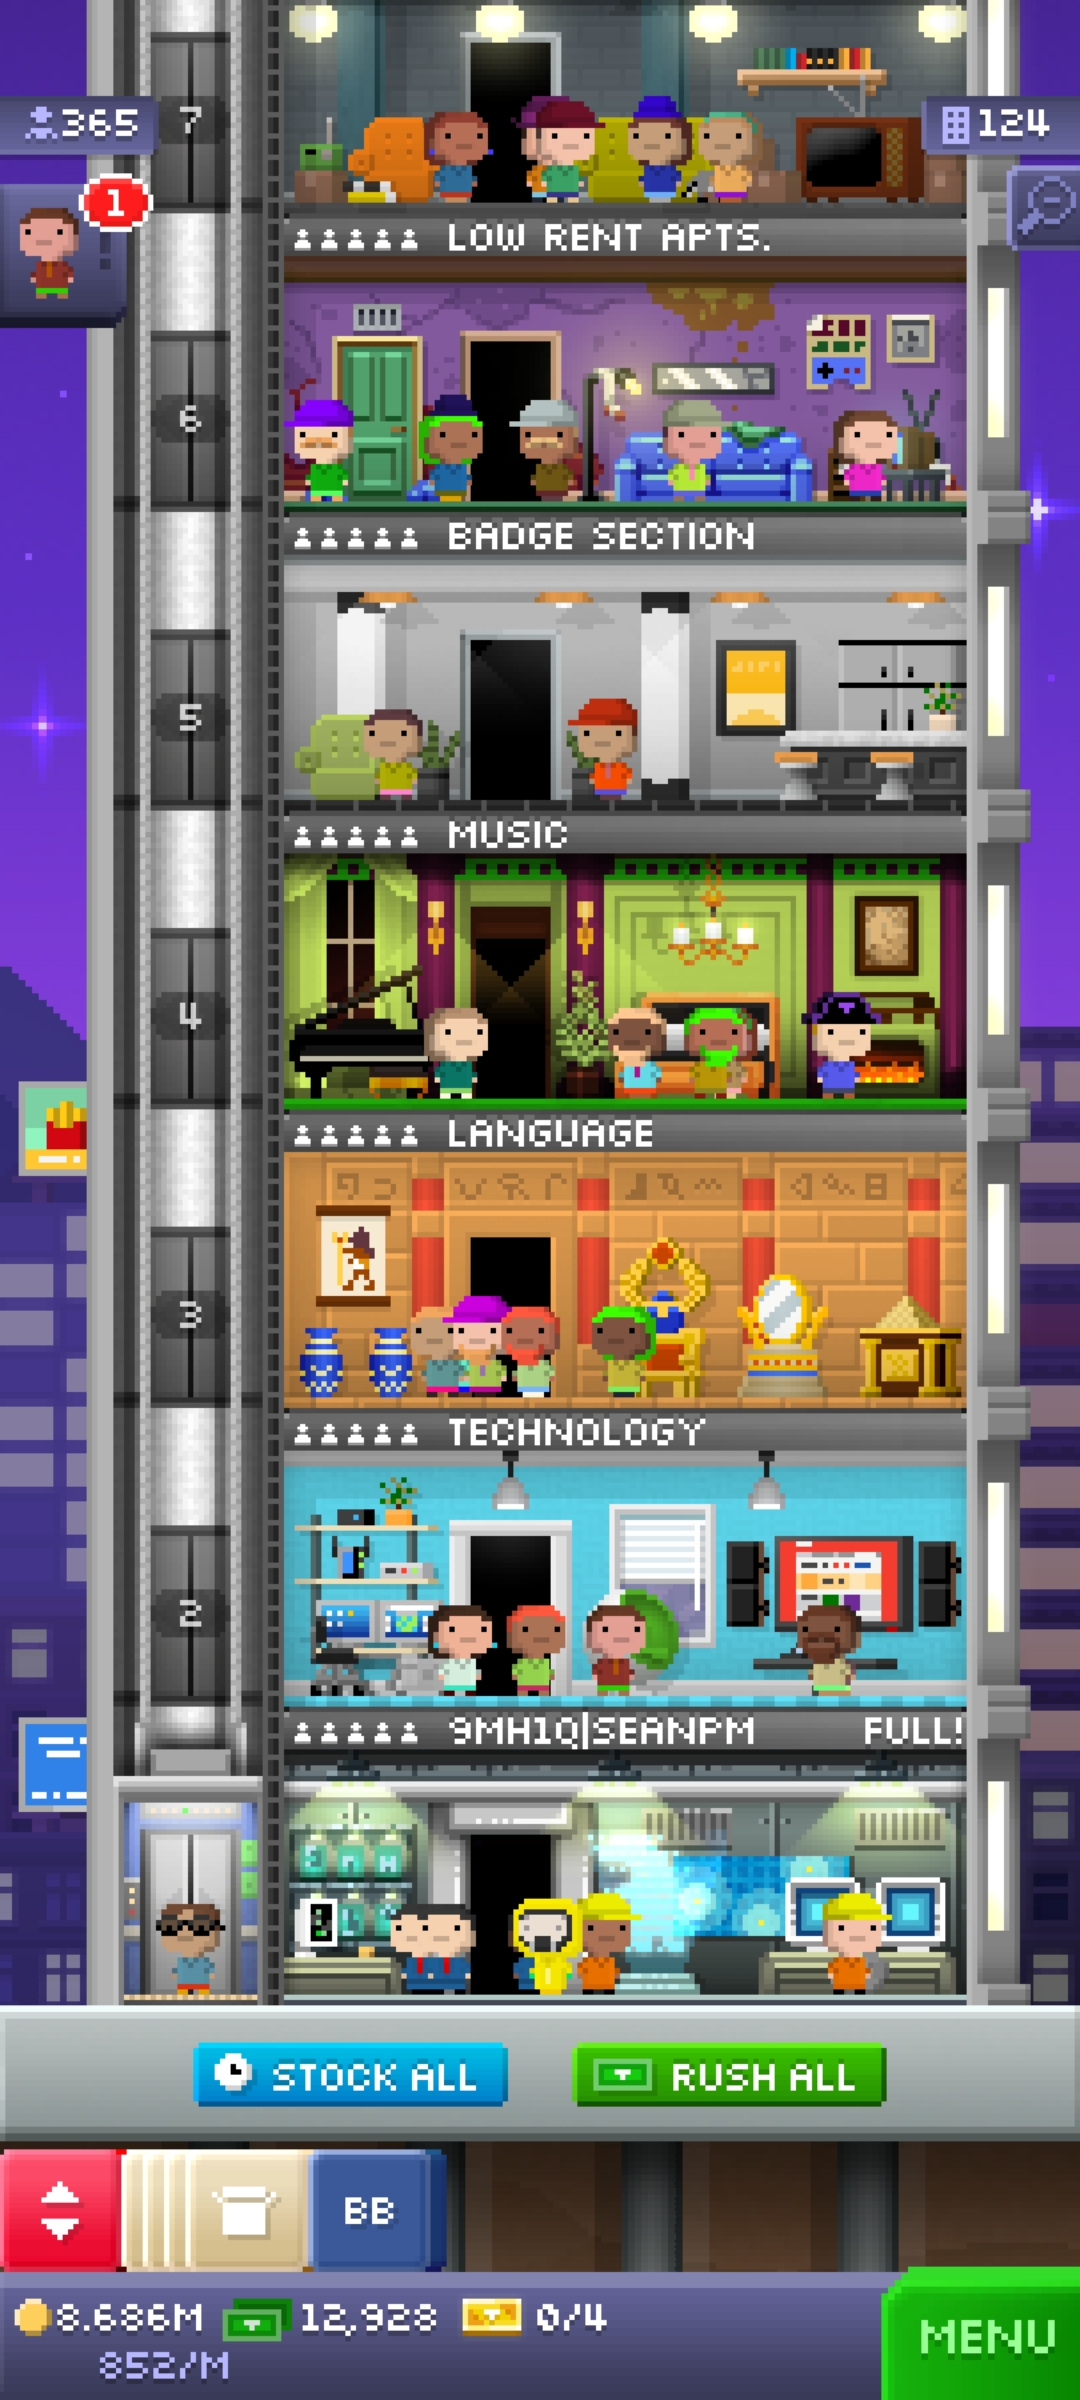 7
365
124
1
LOW RENT APTS.
6
BADGE SECTION
5
MUSIC
4
LANGUAGE
3
TECHNOLOGY
2
9MH1Q|SEANPM FULL!
STOCK ALL
RUSH ALL
BB
8.686M
12,928
0/4
852/M
MENU